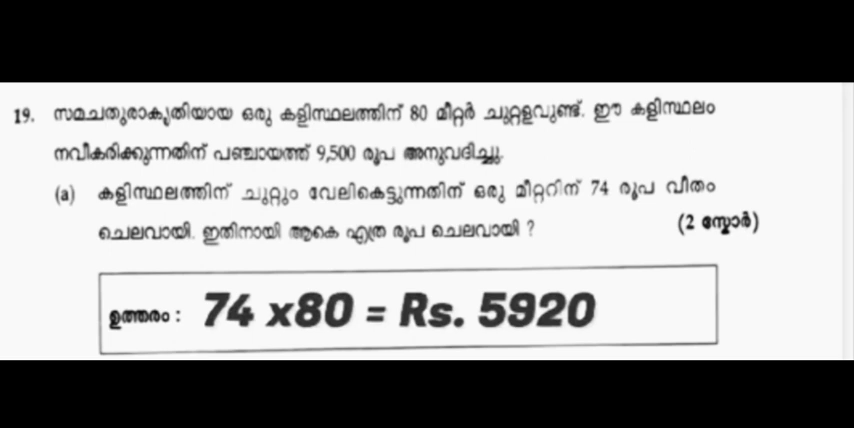 19. സമചതുരാകൃതിയായ ഒരു കളിസ്ഥലത്തിന് 80 മീറ്റർ ചുറ്റളവുണ്ട്. ഈ കളിസ്ഥലം
നവീകരിക്കുന്നതിന് പഞ്ചായത്ത് 9,500 രൂപ അനുവദിച്ചു.
(a) കളിസ്ഥലത്തിന് ചുറ്റും വേലികെട്ടുന്നതിന് ഒരു മീറ്ററിന് 74 രൂപ വീതം
ചെലവായി. ഇതിനായി ആകെ എത്ര രൂപ ചെലവായി ? (2 സ്കോർ)
ഉത്തരം : 74 x80 = Rs. 5920